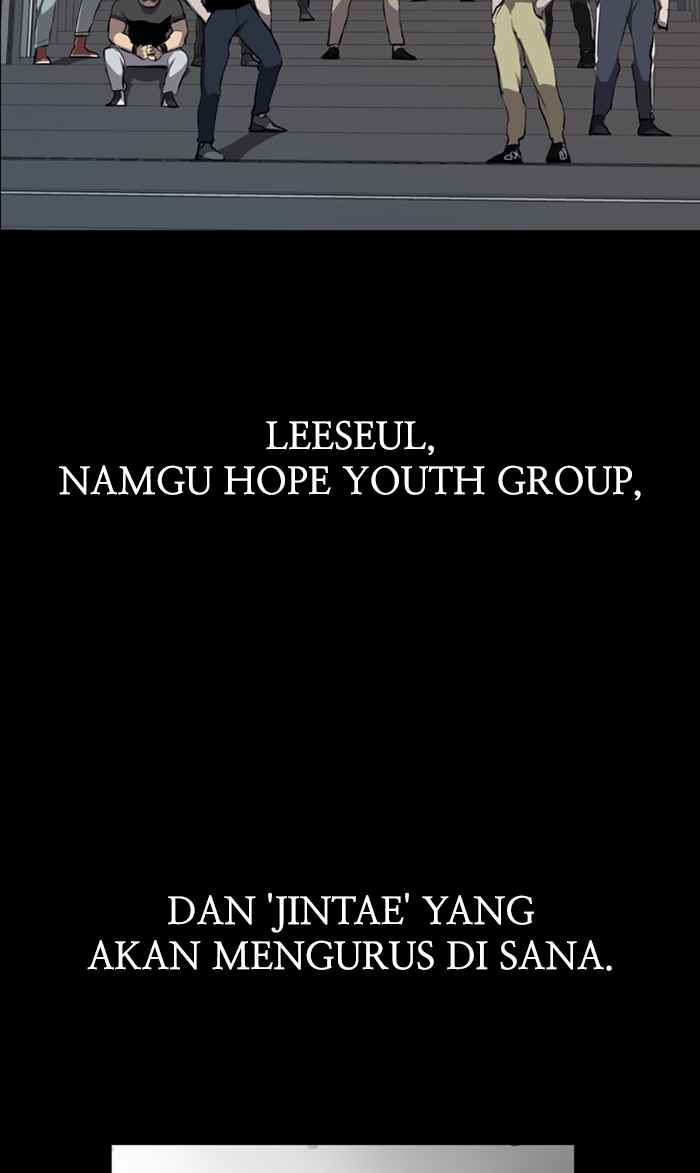 LEESEUL,
NAMGU HOPE YOUTH GROUP,
DAN 'JINTAE' YANG
AKAN MENGURUS DI SANA.